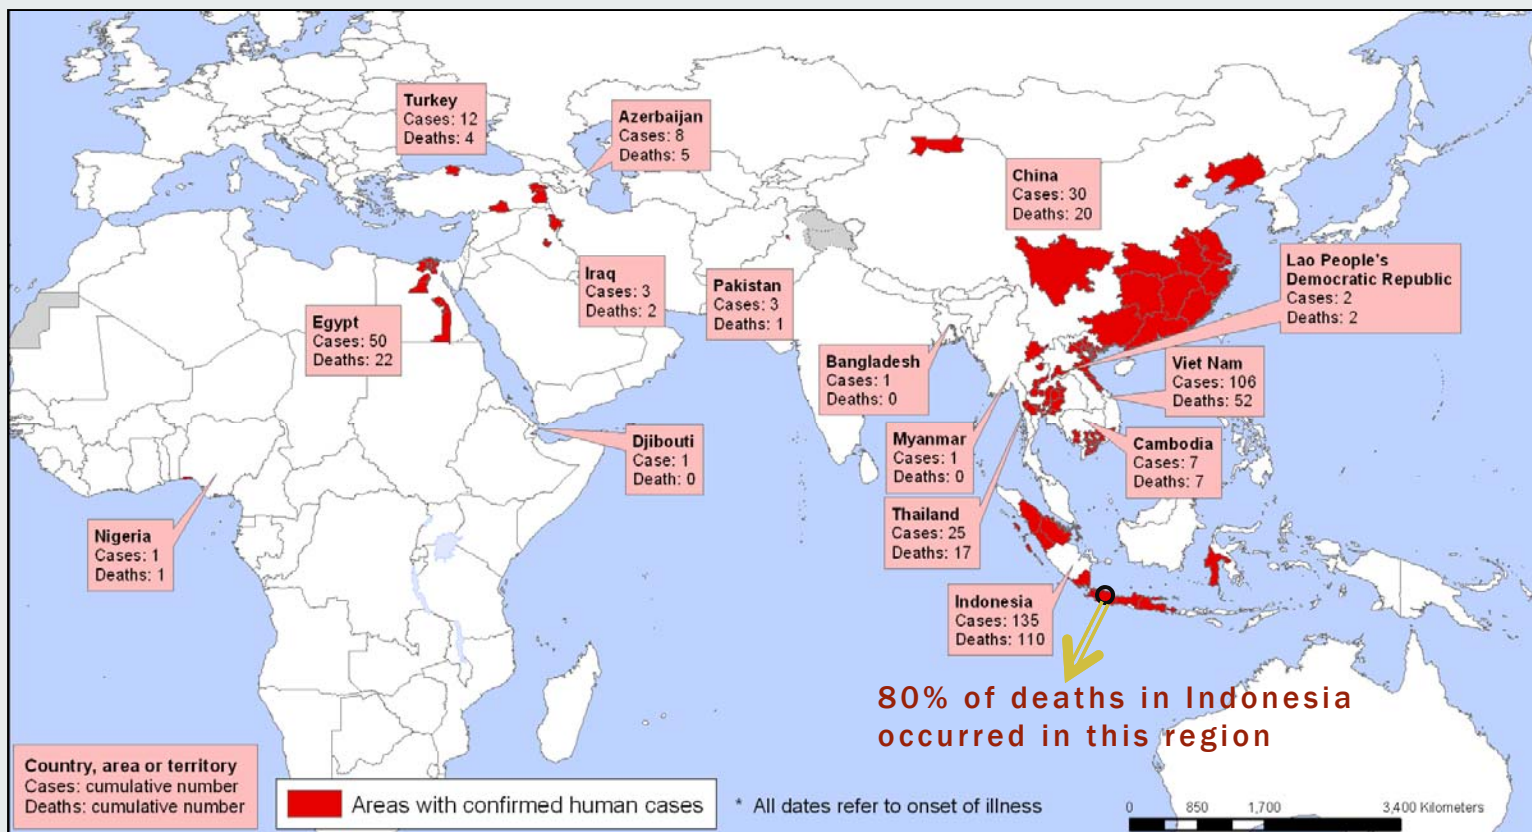 Turkey
Cases: 12
Deaths: 4
Azerbaijan
Cases: 8
Deaths: 5
China
Cases: 30
Deaths: 20
Lao People's
Democratic Republic
Cases: 2
Deaths: 2
Iraq
Cases: 3
Deaths: 2
Pakistan
Cases: 3
Deaths: 1
Egypt
Cases: 50
Deaths: 22
Bangladesh
Cases: 1
Deaths: 0
Viet Nam
Cases: 106
Deaths: 52
Djibouti
Case: 1
Death: 0
Myanmar
Cases: 1
Deaths: 0
Cambodia
Cases: 7
Deaths: 7
Nigeria
Cases: 1
Deaths: 1
Thailand
Cases: 25
Deaths: 17
Indonesia
Cases: 135
Deaths: 110
80% of deaths in Indonesia
occurred in this region
Country, area or territory
Cases: cumulative number
Deaths: cumulative number
Areas with confirmed human cases
* All dates refer to onset of illness
0 850 1,700 3,400 Kilometers